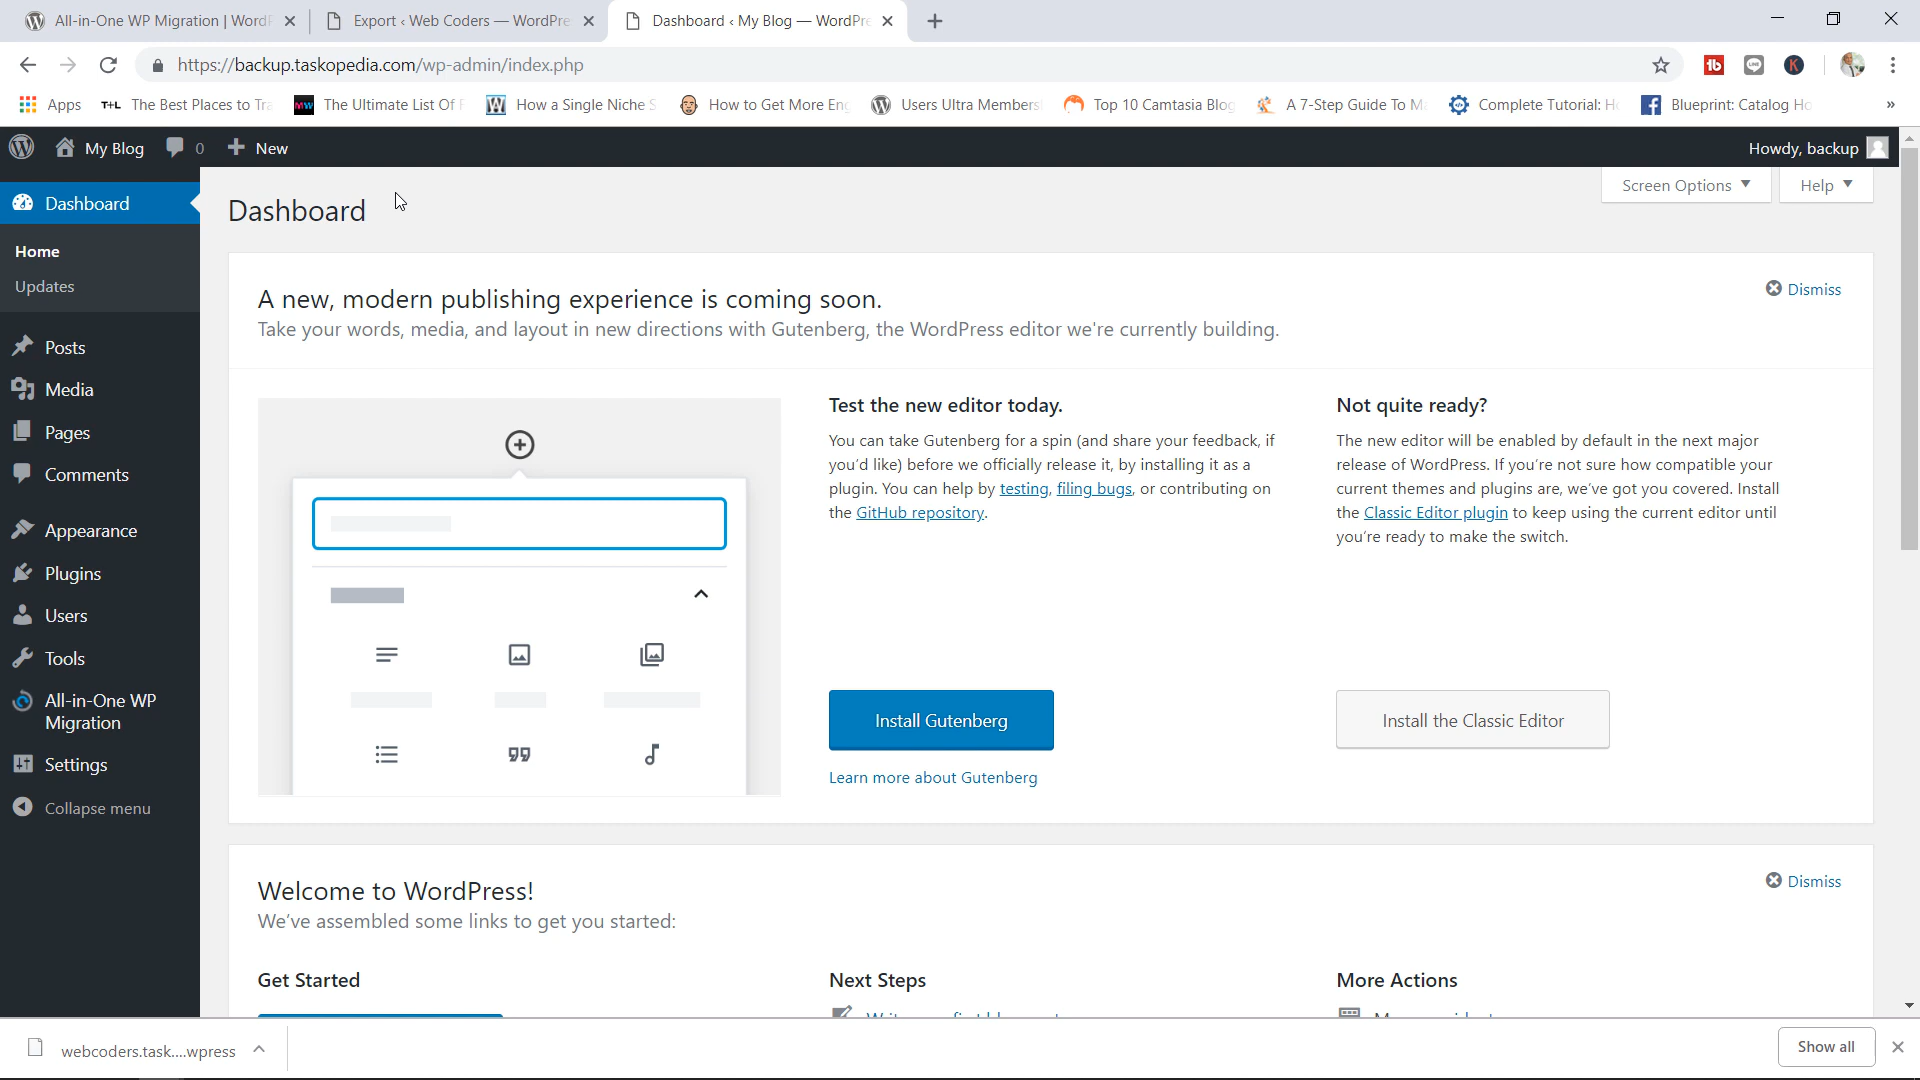 All-in-One WP Migration | WordP
Export ‹ Web Coders — WordPre
Dashboard ‹ My Blog — WordPre
https://backup.taskopedia.com/wp-admin/index.php
Apps
T+L The Best Places to Tra
MW The Ultimate List Of F
How a Single Niche S
How to Get More Eng
Users Ultra Members
Top 10 Camtasia Blog
A 7-Step Guide To Ma
Complete Tutorial: Ho
Blueprint: Catalog Ho
»
My Blog
0
New
Howdy, backup
Screen Options
Help
Dashboard
Home
Updates
Posts
Media
Pages
Comments
Appearance
Plugins
Users
Tools
All-in-One WP
Migration
Settings
Collapse menu
Dashboard
A new, modern publishing experience is coming soon.
Dismiss
Take your words, media, and layout in new directions with Gutenberg, the WordPress editor we're currently building.
Test the new editor today.
You can take Gutenberg for a spin (and share your feedback, if
you’d like) before we officially release it, by installing it as a
plugin. You can help by testing, filing bugs, or contributing on
the GitHub repository.
Install Gutenberg
Learn more about Gutenberg
Not quite ready?
The new editor will be enabled by default in the next major
release of WordPress. If you’re not sure how compatible your
current themes and plugins are, we’ve got you covered. Install
the Classic Editor plugin to keep using the current editor until
you’re ready to make the switch.
Install the Classic Editor
Welcome to WordPress!
Dismiss
We’ve assembled some links to get you started:
Get Started
Next Steps
More Actions
webcoders.task....wpress
Show all